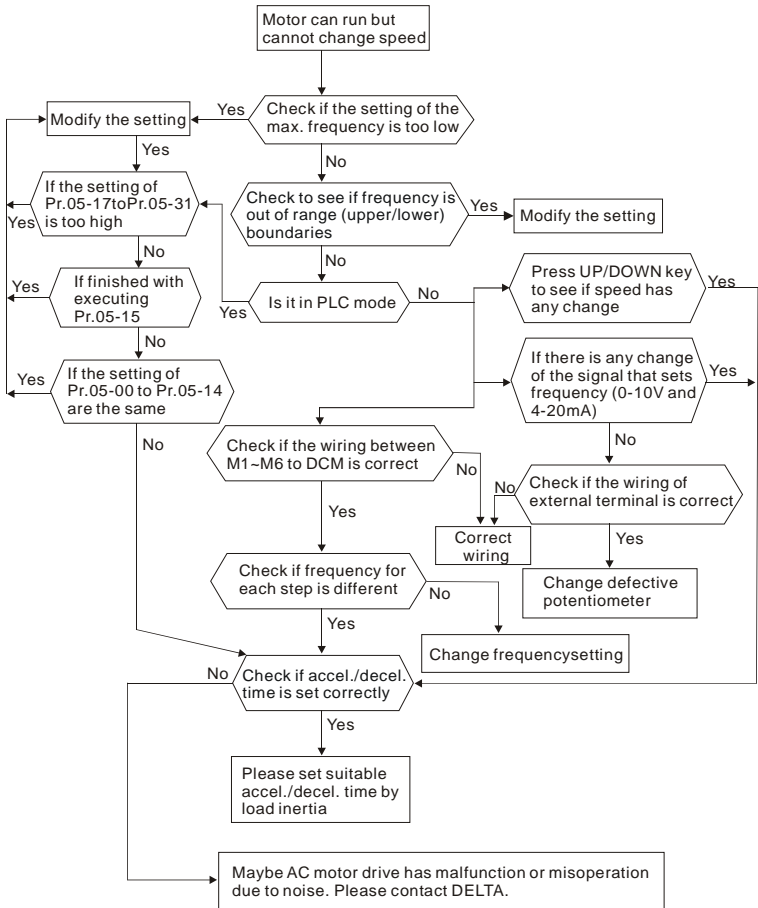 Motor can run but
cannot change speed
Yes
Modify the setting
Check if the setting of the
max. frequency is too low
Yes
No
If the setting of
Pr.05-17toPr.05-31
is too high
Yes
Check to see if frequency is
out of range (upper/lower)
boundaries
Yes
Modify the setting
No
No
Yes
If finished with
executing
Pr.05-15
Yes
Is it in PLC mode
No
Press UP/DOWN key
to see if speed has
any change
Yes
No
Yes
If the setting of
Pr.05-00 to Pr.05-14
are the same
If there is any change
of the signal that sets
frequency (0-10V and
4-20mA)
Yes
No
Check if the wiring between
M1~M6 to DCM is correct
No
No
No
Check if the wiring of
external terminal is correct
Yes
Correct
wiring
Yes
Check if frequency for
each step is different
No
Change defective
potentiometer
Yes
Change frequencysetting
No
Check if accel./decel.
time is set correctly
Yes
Please set suitable
accel./decel. time by
load inertia
Maybe AC motor drive has malfunction or misoperation
due to noise. Please contact DELTA.